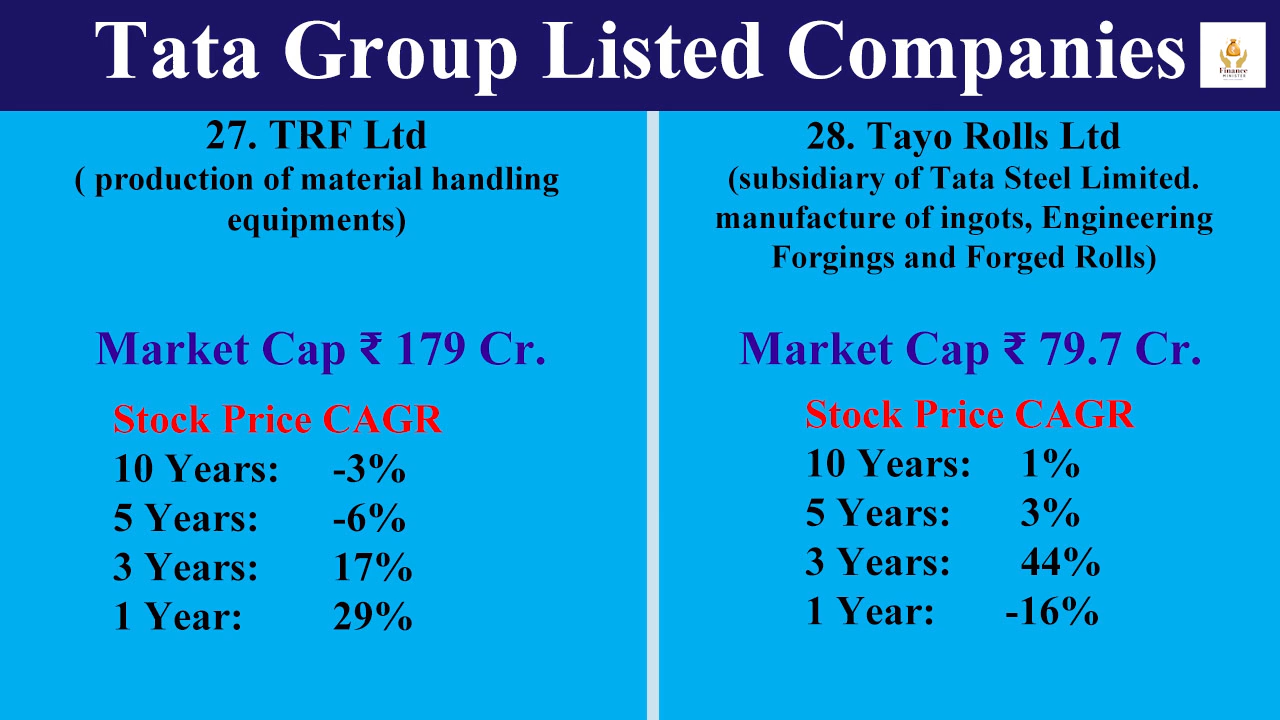 Tata Group Listed Companies
Finance
MINISTER
27. TRF Ltd
( production of material handling
equipments)
Market Cap ₹ 179 Cr.
Stock Price CAGR
10 Years: -3%
5 Years: -6%
3 Years: 17%
1 Year: 29%
28. Tayo Rolls Ltd
(subsidiary of Tata Steel Limited.
manufacture of ingots, Engineering
Forgings and Forged Rolls)
Market Cap ₹ 79.7 Cr.
Stock Price CAGR
10 Years: 1%
5 Years: 3%
3 Years: 44%
1 Year: -16%